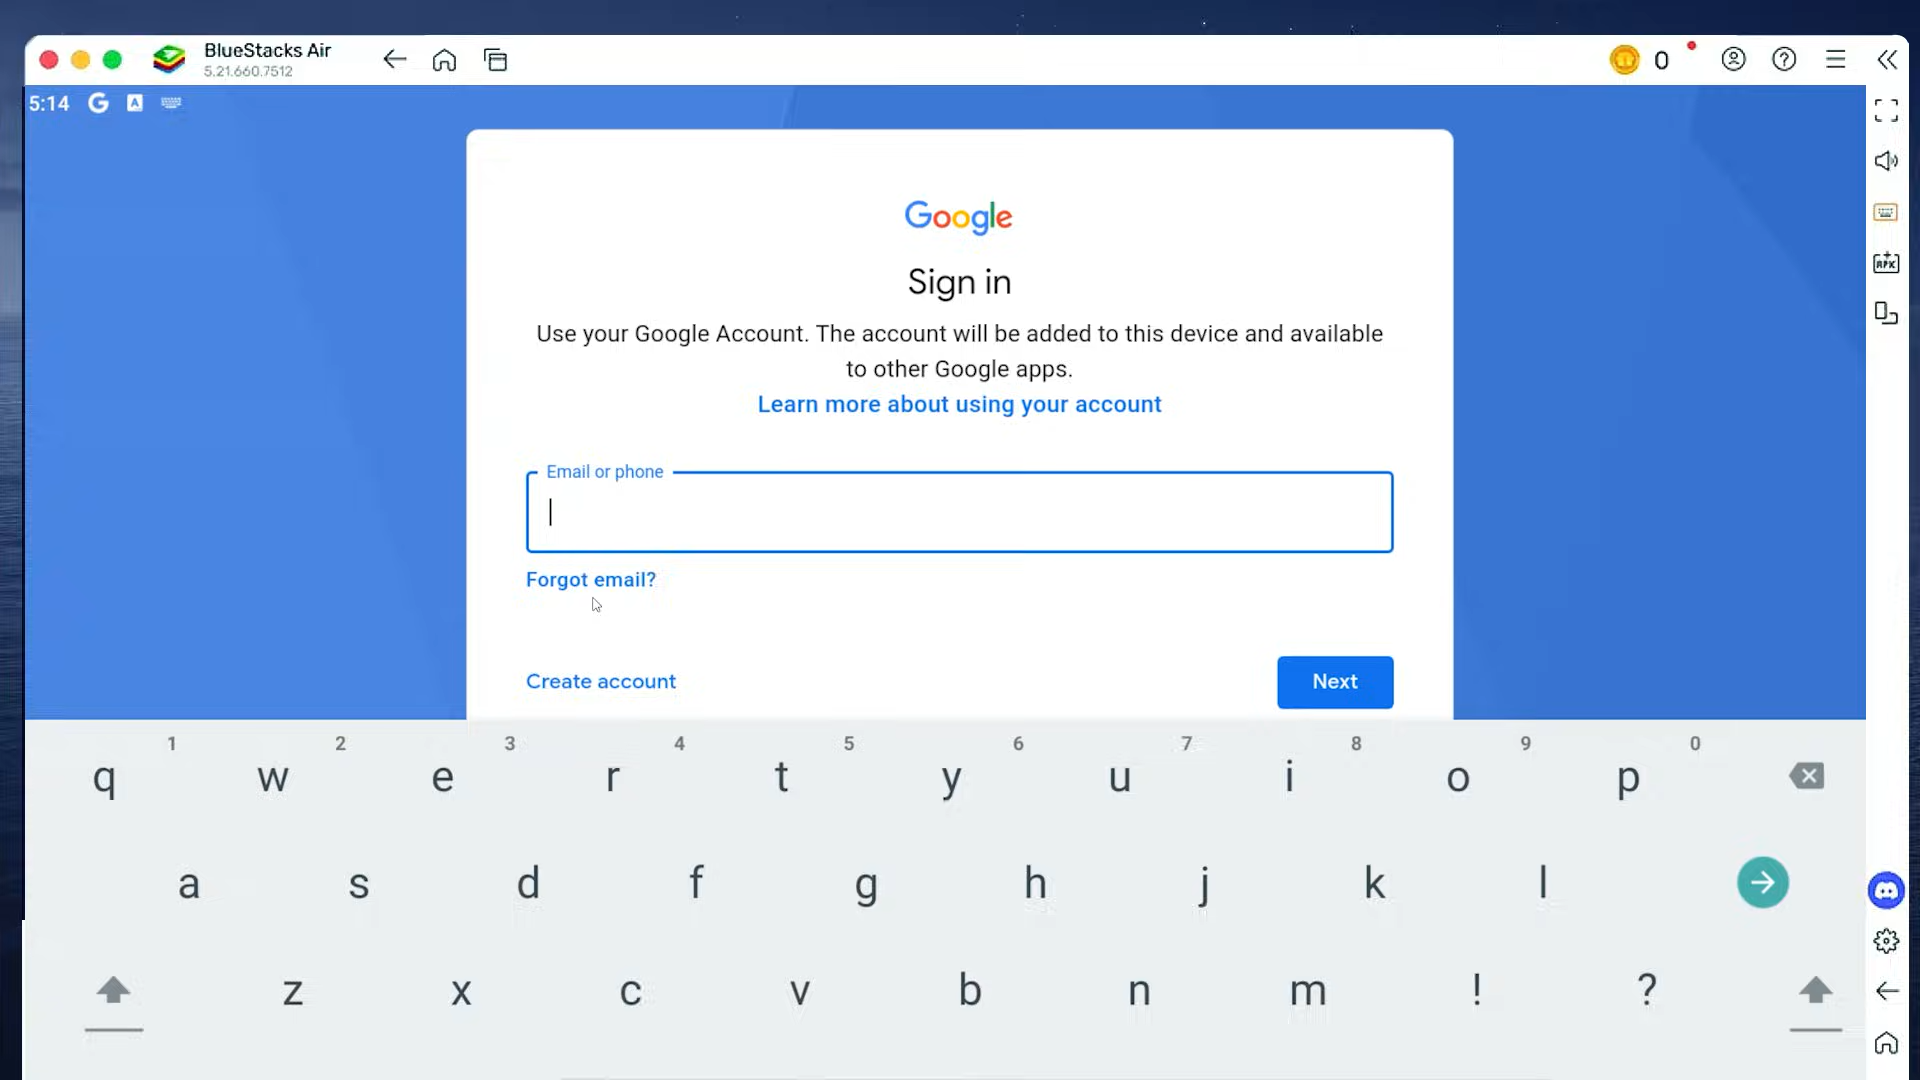 BlueStacks Air
5.21.660.7512
0
5:14 G A
Google
Sign in
Use your Google Account. The account will be added to this device and available
to other Google apps.
Learn more about using your account
Email or phone
Forgot email?
Create account
Next
1 2 3 4 5 6 7 8 9 0
q w e r t y u i o p
a s d f g h j k l
z x c v b n m ! ?
APK